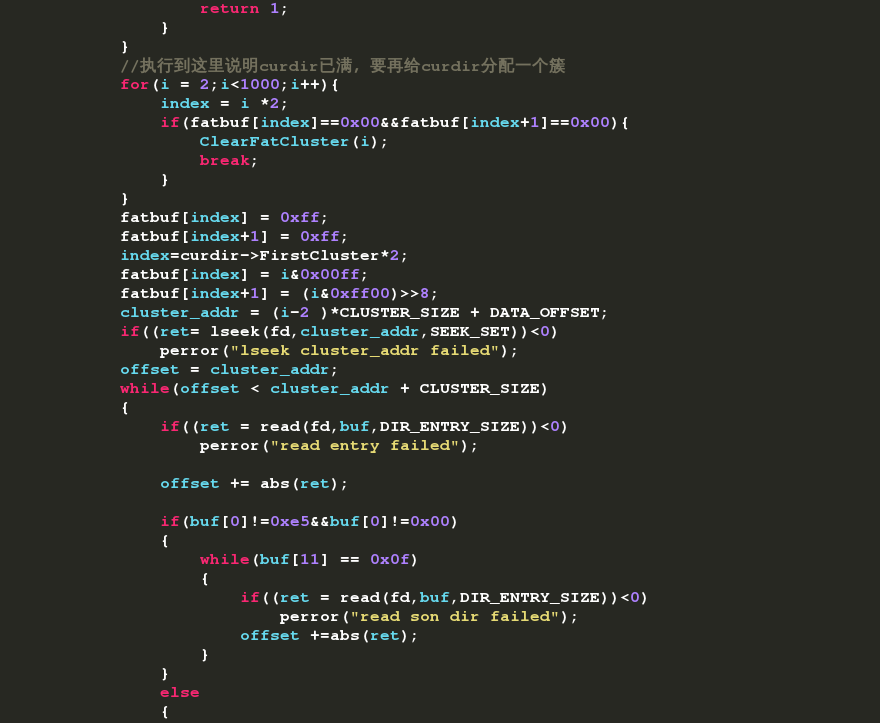 return 1;
}
}
//执行到这里说明curdir已满，要再给curdir分配一个簇
for(i = 2;i<1000;i++){
index = i *2;
if(fatbuf[index]==0x00&&fatbuf[index+1]==0x00){
ClearFatCluster(i);
break;
}
}
fatbuf[index] = 0xff;
fatbuf[index+1] = 0xff;
index=curdir->FirstCluster*2;
fatbuf[index] = i&0x00ff;
fatbuf[index+1] = (i&0xff00)>>8;
cluster_addr = (i-2 )*CLUSTER_SIZE + DATA_OFFSET;
if((ret= lseek(fd,cluster_addr,SEEK_SET))<0)
perror("lseek cluster_addr failed");
offset = cluster_addr;
while(offset < cluster_addr + CLUSTER_SIZE)
{
if((ret = read(fd,buf,DIR_ENTRY_SIZE))<0)
perror("read entry failed");
offset += abs(ret);
if(buf[0]!=0xe5&&buf[0]!=0x00)
{
while(buf[11] == 0x0f)
{
if((ret = read(fd,buf,DIR_ENTRY_SIZE))<0)
perror("read son dir failed");
offset +=abs(ret);
}
}
else
{